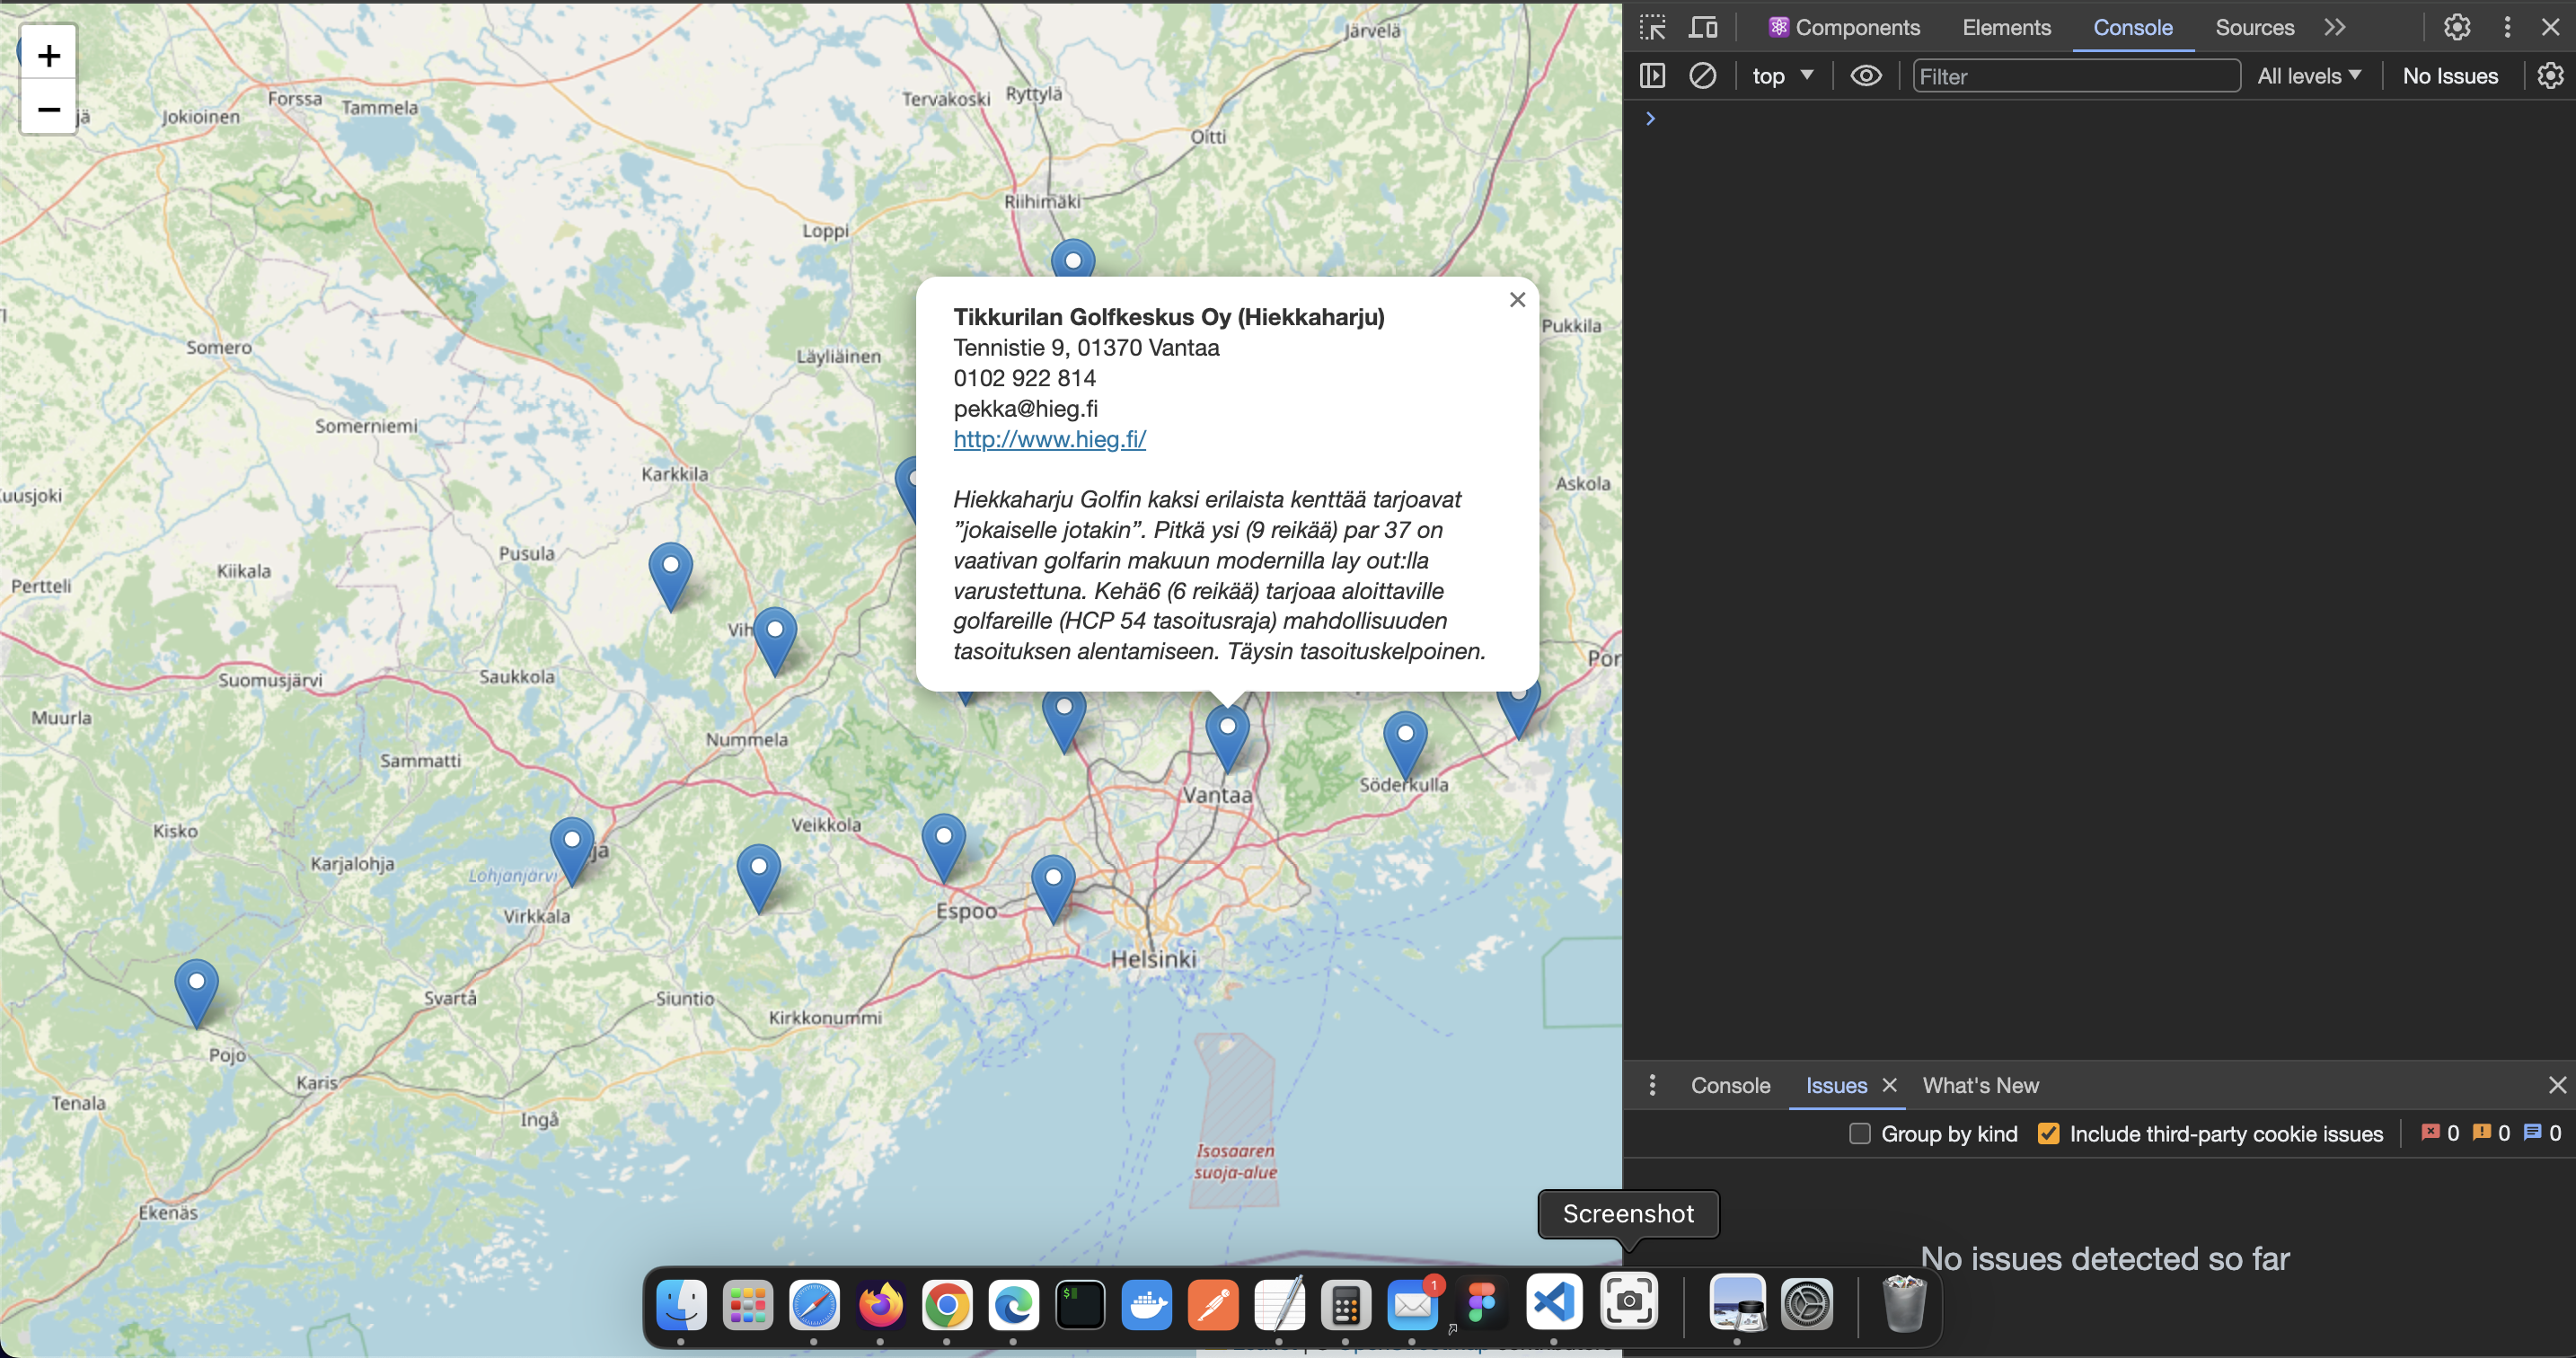 +
−
Components
Elements
Console
Sources
top
Filter
All levels
No Issues
Järvelä
Forssa
Tammela
Jokioinen
Tervakoski
Ryttylä
Oitti
Riihimäki
Loppi
Somero
Läyliäinen
Pukkila
Somerniemi
Karkkila
Askola
Pusula
Kiikala
Pertteli
Tikkurilan Golfkeskus Oy (Hiekkaharju)
Tennistie 9, 01370 Vantaa
0102 922 814
pekka@hieg.fi
http://www.hieg.fi/
Hiekkaharju Golfin kaksi erilaista kenttää tarjoavat
”jokaiselle jotakin”. Pitkä ysi (9 reikää) par 37 on
vaativan golfarin makuun modernilla lay out:lla
varustettuna. Kehä6 (6 reikää) tarjoaa aloittaville
golfareille (HCP 54 tasoitusraja) mahdollisuuden
tasoituksen alentamiseen. Täysin tasoituskelpoinen.
Suomusjärvi
Saukkola
Muurla
Nummela
Sammatti
Vantaa
Söderkulla
Kisko
Veikkola
Karjalohja
Lohjanjärvi
Virkkala
Espoo
Helsinki
Svartå
Siuntio
Kirkkonummi
Pojo
Karis
Tenala
Ingå
Ekenäs
Isosaaren
suoja-alue
Console
Issues
What's New
Group by kind
Include third-party cookie issues
0
0
0
Screenshot
No issues detected so far
1